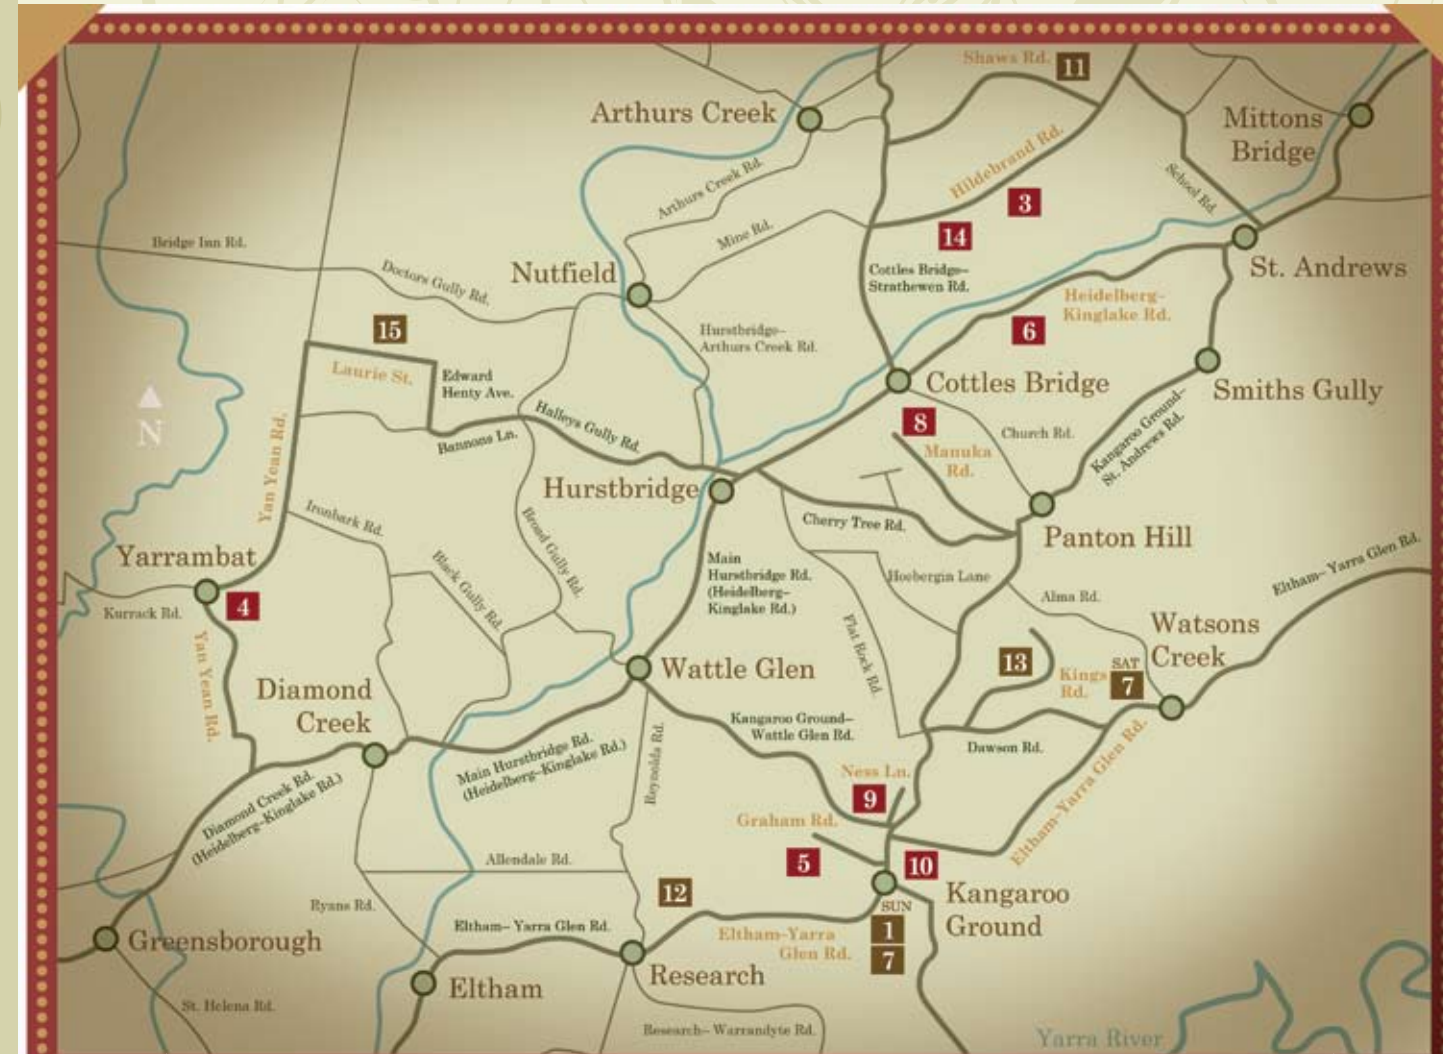 Shaws Rd.
11
Arthurs Creek
Mittons
Bridge
Hildebrand Rd.
Arthurs Creek Rd.
School Rd.
3
14
Mine Rd.
Bridge Inn Rd.
Doctors Gully Rd.
Nutfield
Cottles Bridge–
Strathewen Rd.
St. Andrews
Heidelberg–
Kinglake Rd.
6
15
Hurstbridge–
Arthurs Creek Rd.
Laurie St.
Edward
Henty Ave.
Cottles Bridge
Smiths Gully
N
Halleys Gully Rd.
Bannons Ln.
8
Church Rd.
Kangaroo Ground–
St. Andrews Rd.
Manuka
Rd.
Yan Yean Rd.
Hurstbridge
Ironbark Rd.
Broad Gully Rd.
Cherry Tree Rd.
Panton Hill
Yarrambat
Main
Hurstbridge Rd.
(Heidelberg–
Kinglake Rd.)
Black Gully Rd.
Hoebergin Lane
Eltham– Yarra Glen Rd.
Kurrack Rd.
4
Alma Rd.
Watsons
Creek
Yan Yean Rd.
Flat Rock Rd.
Wattle Glen
13
Kings
Rd.
SAT
7
Diamond
Creek
Kangaroo Ground–
Wattle Glen Rd.
Dawson Rd.
Main Hurstbridge Rd.
(Heidelberg–Kinglake Rd.)
Reynolds Rd.
Ness Ln.
9
Eltham–Yarra Glen Rd.
Diamond Creek Rd.
(Heidelberg–Kinglake Rd.)
Graham Rd.
5
10
Allendale Rd.
12
Ryans Rd.
Kangaroo
Ground
SUN
1
7
Eltham– Yarra Glen Rd.
Eltham–Yarra
Glen Rd.
Greensborough
Research
Eltham
St. Helena Rd.
Research– Warrandyte Rd.
Yarra River